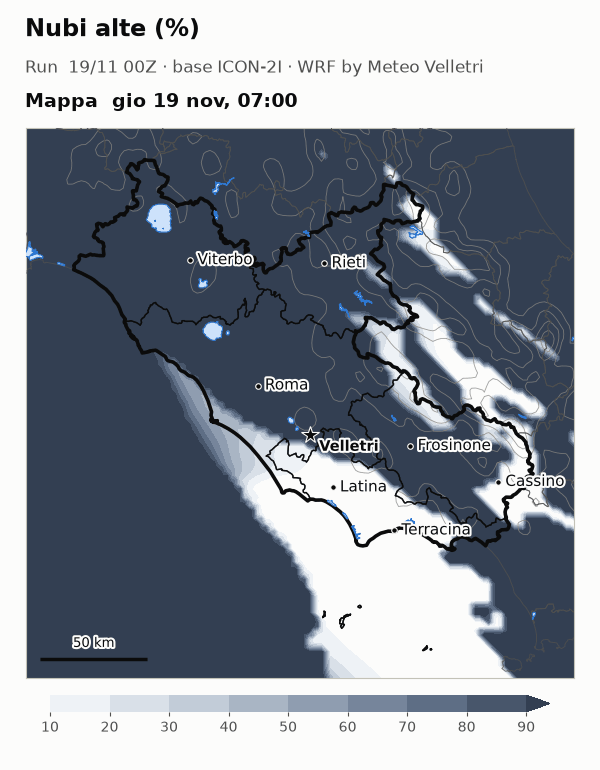 Nubi alte (%)
Run 19/11 00Z · base ICON-2I · WRF by Meteo Velletri
Mappa gio 19 nov, 07:00
Viterbo
Rieti
Roma
Velletri
Frosinone
Cassino
Latina
Terracina
50 km
10 20 30 40 50 60 70 80 90